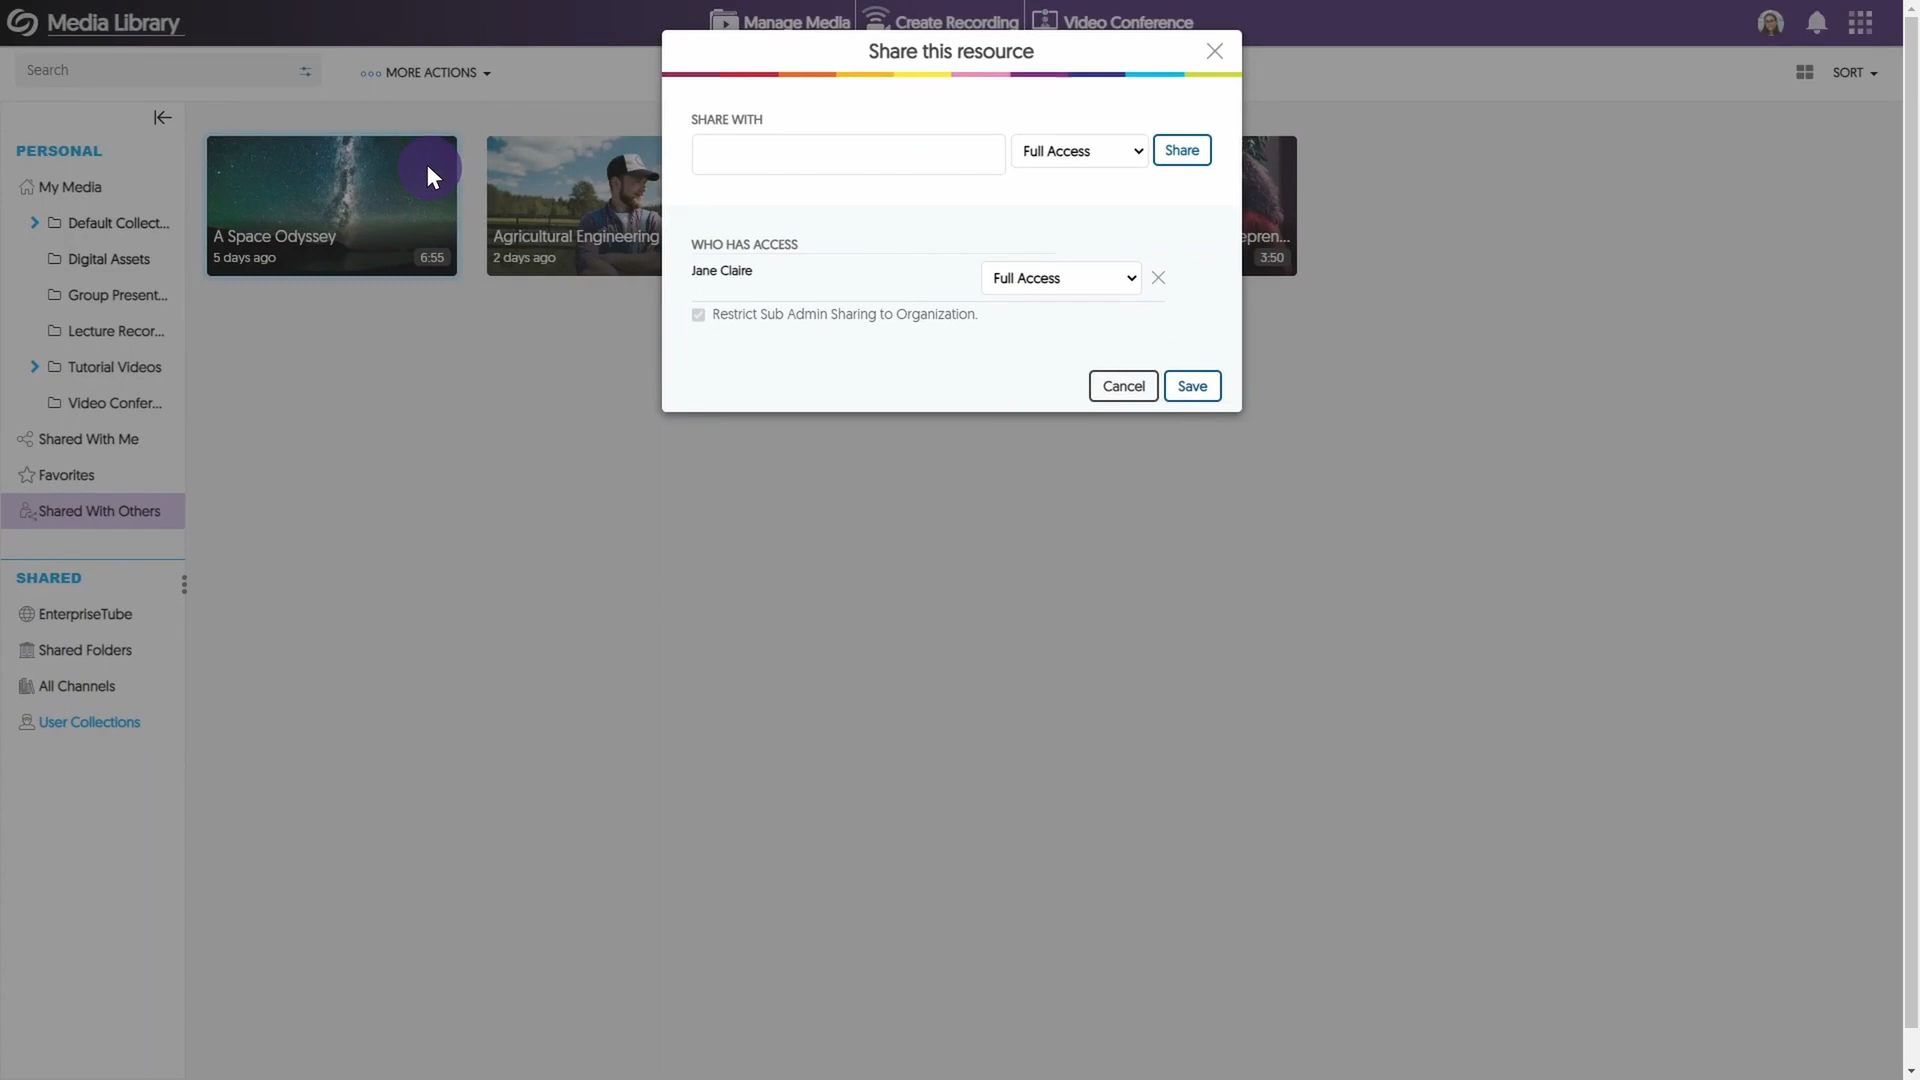 Media Library
Manage Media
Create Recording
Video Conference
Search
MORE ACTIONS
SORT
Share this resource
SHARE WITH
Full Access
Share
WHO HAS ACCESS
Jane Claire
Full Access
Restrict Sub Admin Sharing to Organization.
Cancel
Save
PERSONAL
My Media
Default Collect...
Digital Assets
Group Present...
Lecture Recor...
Tutorial Videos
Video Confer...
Shared With Me
Favorites
Shared With Others
SHARED
EnterpriseTube
Shared Folders
All Channels
User Collections
A Space Odyssey
5 days ago
6:55
Agricultural Engineering
2 days ago
epren...
3:50